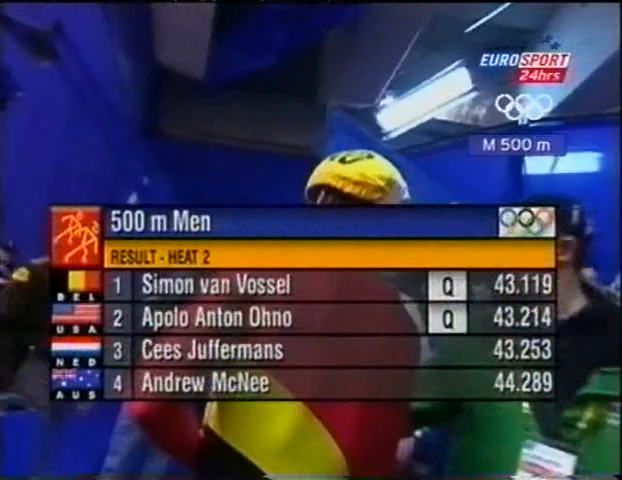 EUROSPORT
24hrs
M 500 m
500 m Men
RESULT - HEAT 2
BEL 1 Simon van Vossel Q 43.119
USA 2 Apolo Anton Ohno Q 43.214
NED 3 Cees Juffermans 43.253
AUS 4 Andrew McNee 44.289